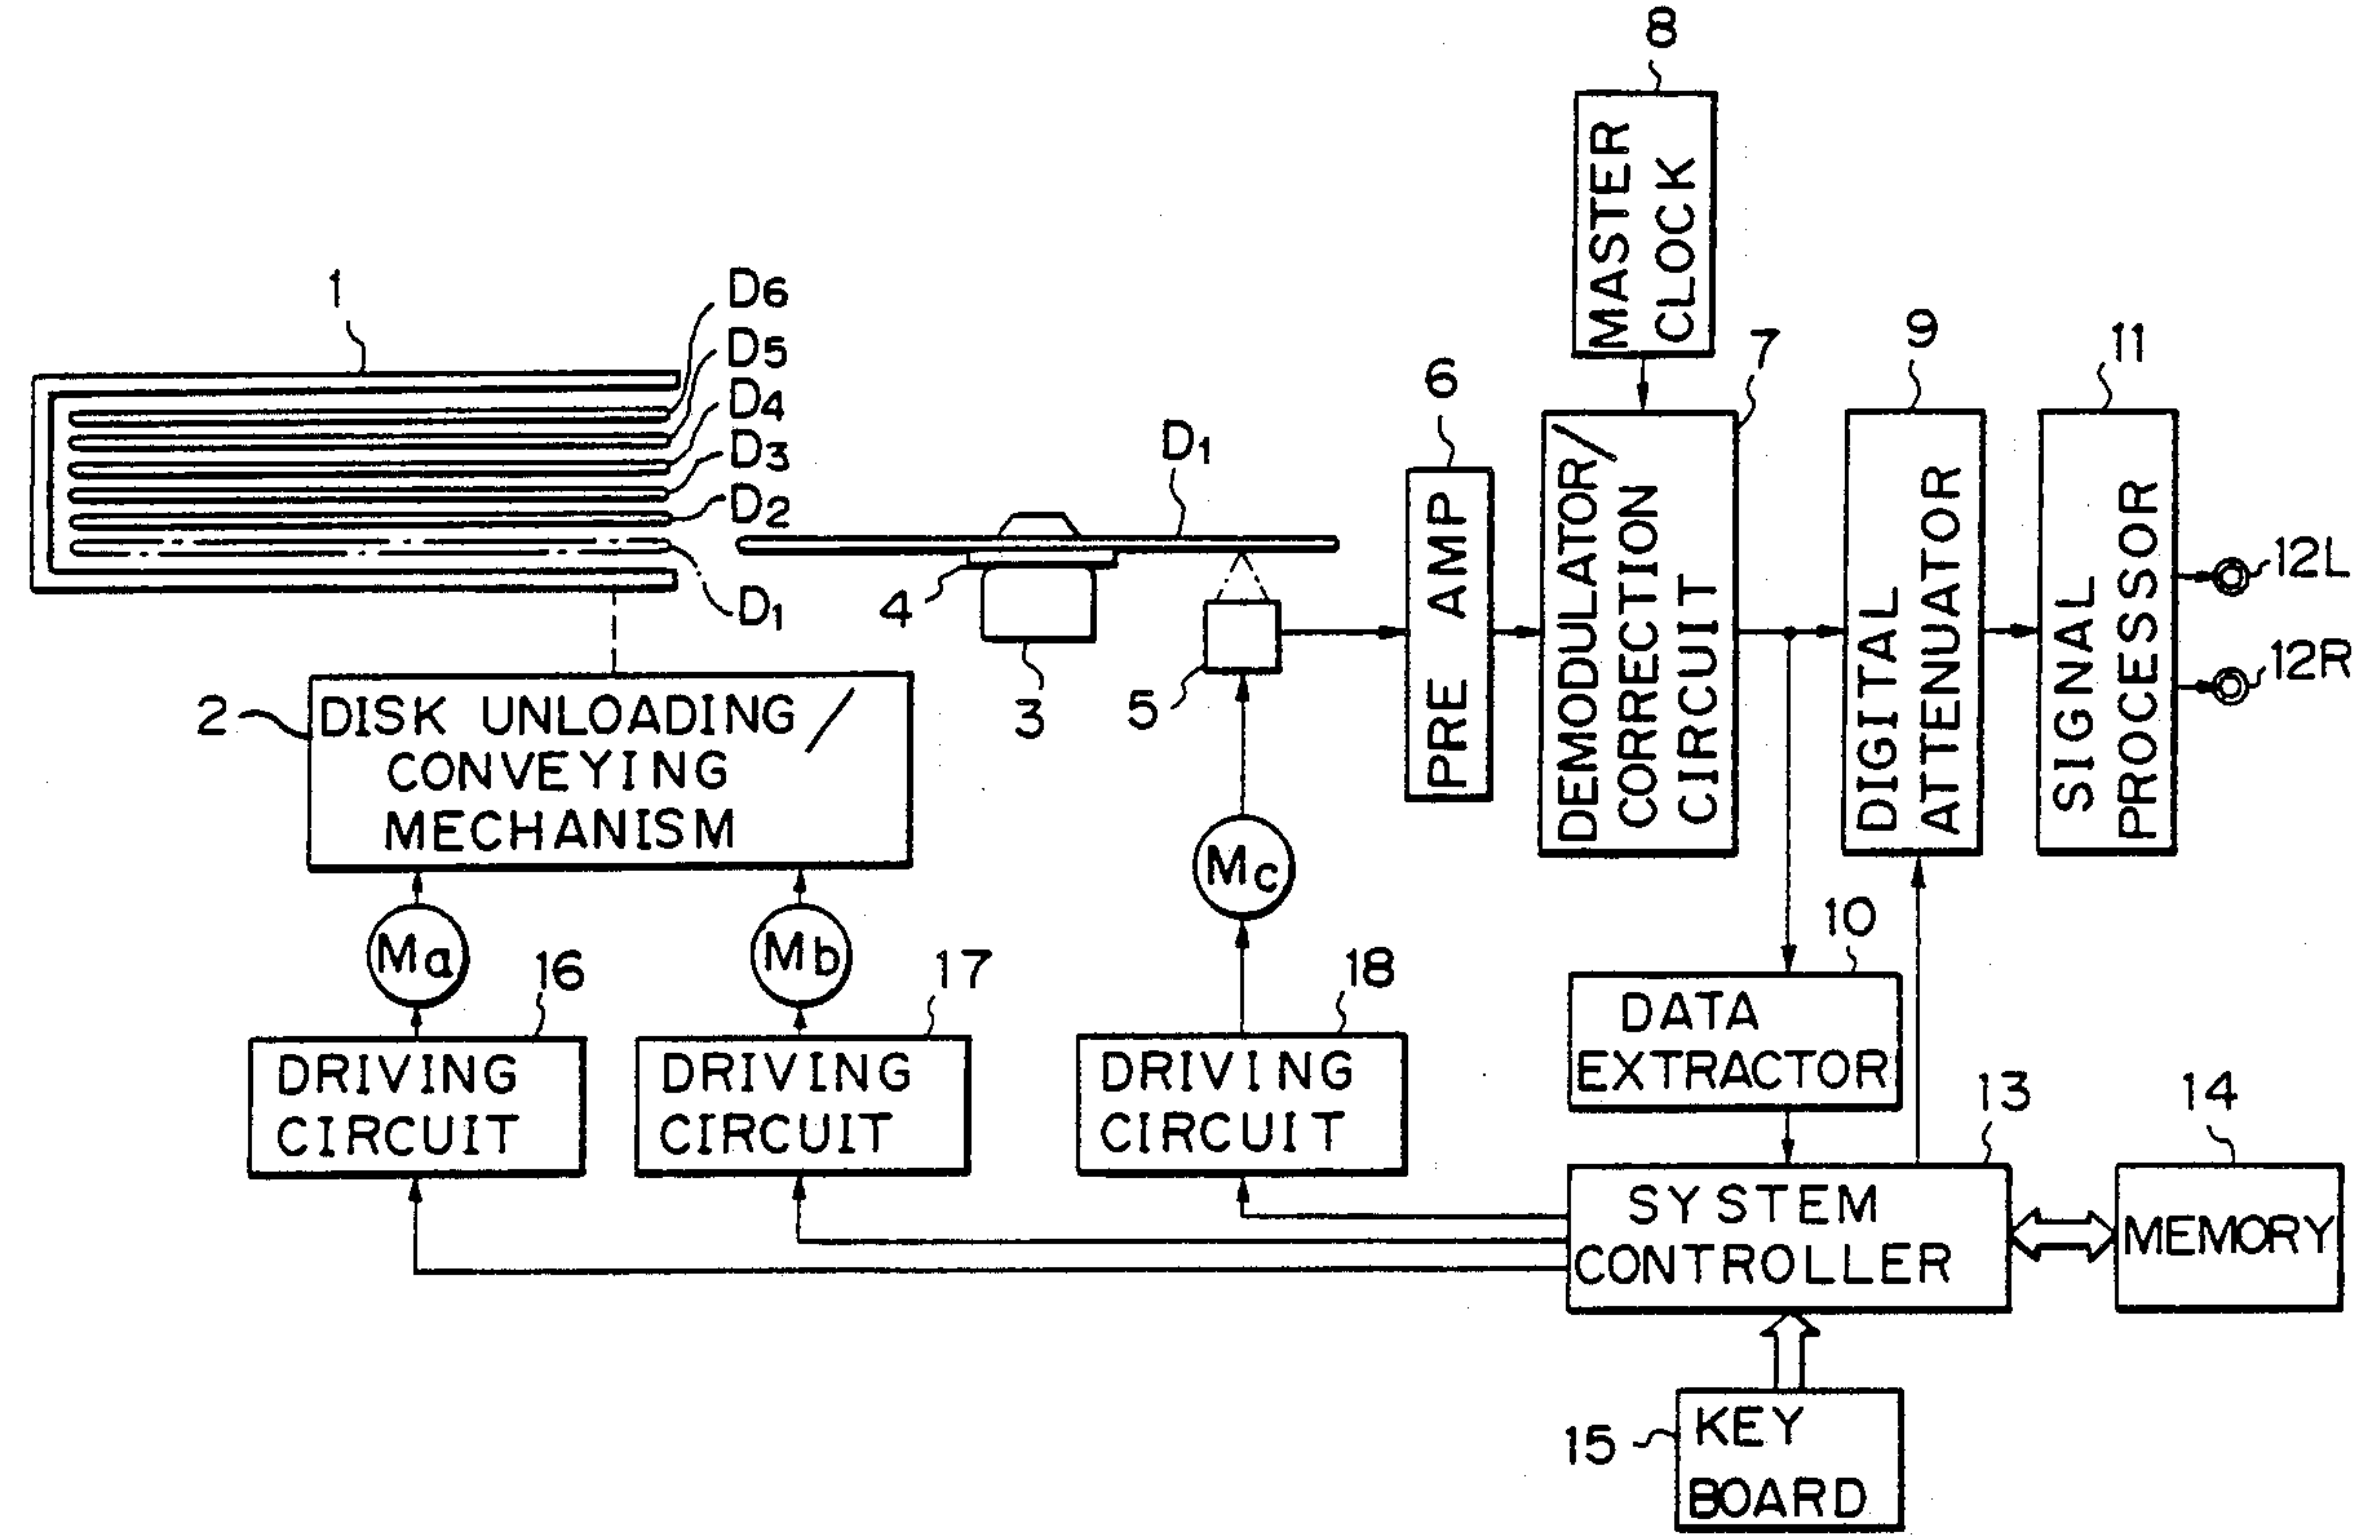 8
MASTER
CLOCK
1
D6
D5
D4
D3
D2
D1
D1
4
3
5
6
PRE AMP
7
DEMODULATOR/
CORRECTION
CIRCUIT
9
DIGITAL
ATTENUATOR
11
SIGNAL
PROCESSOR
12L
12R
2
DISK UNLOADING/
CONVEYING
MECHANISM
Ma
Mb
Mc
16
DRIVING
CIRCUIT
17
DRIVING
CIRCUIT
18
DRIVING
CIRCUIT
10
DATA
EXTRACTOR
13
SYSTEM
CONTROLLER
14
MEMORY
15
KEY
BOARD